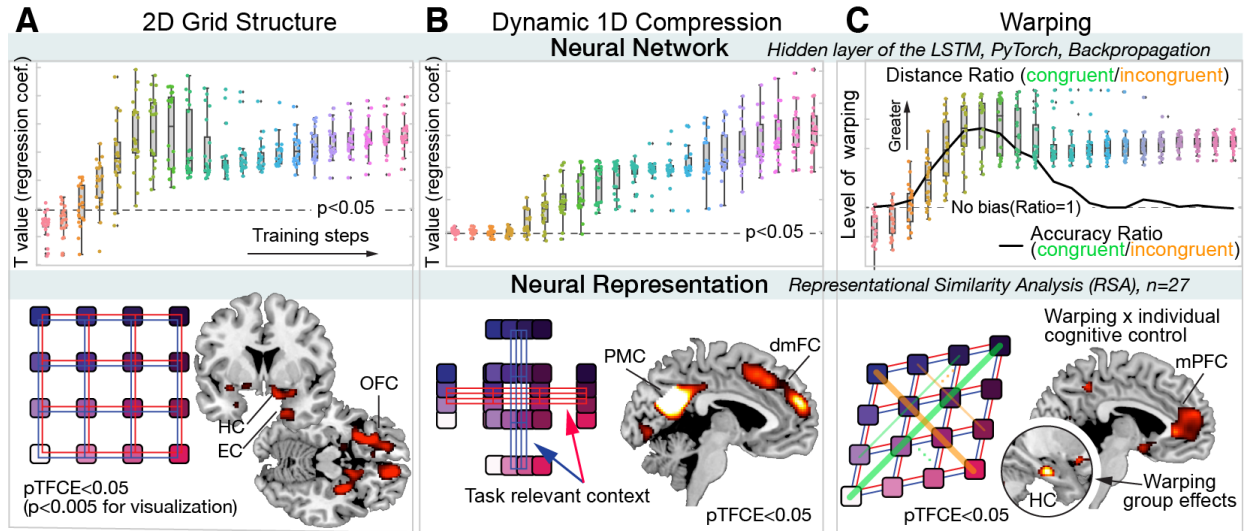 A 2D Grid Structure
B Dynamic 1D Compression
C Warping
Neural Network Hidden layer of the LSTM, PyTorch, Backpropagation
T value (regression coef.)
p<0.05
Training steps
T value (regression coef.)
p<0.05
Level of warping
Greater
Distance Ratio (congruent/incongruent)
No bias(Ratio=1)
Accuracy Ratio
(congruent/incongruent)
Neural Representation Representational Similarity Analysis (RSA), n=27
OFC
HC
EC
pTFCE<0.05
(p<0.005 for visualization)
PMC
dmFC
Task relevant context
pTFCE<0.05
Warping x individual
cognitive control
mPFC
HC
Warping
group effects
pTFCE<0.05